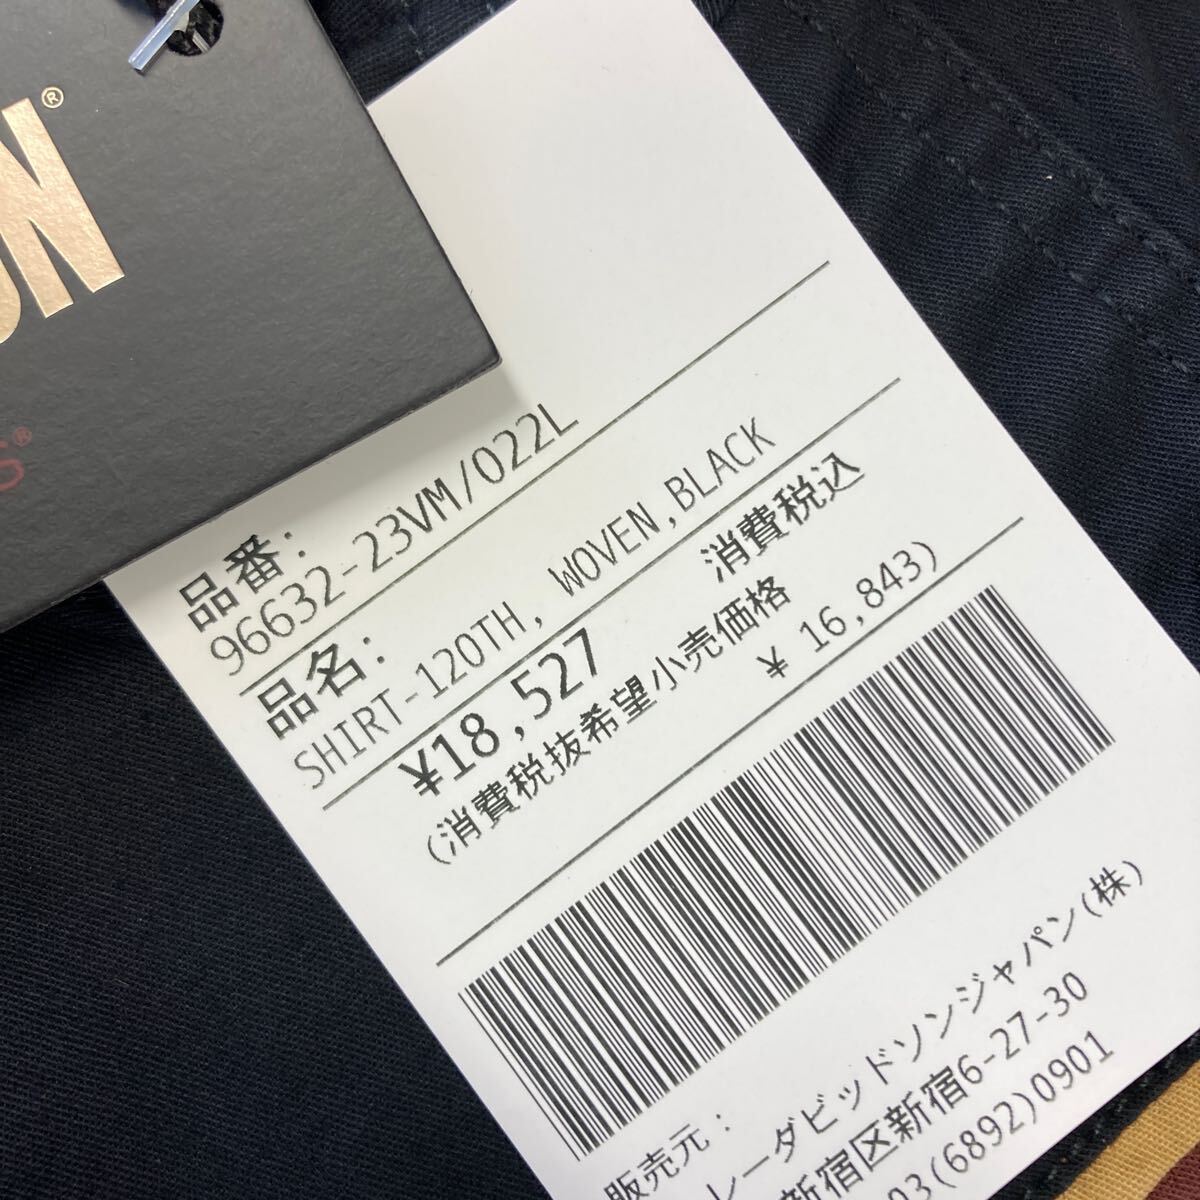 ON®
S®
品番:
96632-23VM/022L
品名:
SHIRT-120TH, WOVEN,BLACK
¥18,527 消費税込
(消費税抜希望小売価格
¥ 16,843)
販売元:
レーダビッドソンジャパン(株)
新宿区新宿6-27-30
03(6892)0901